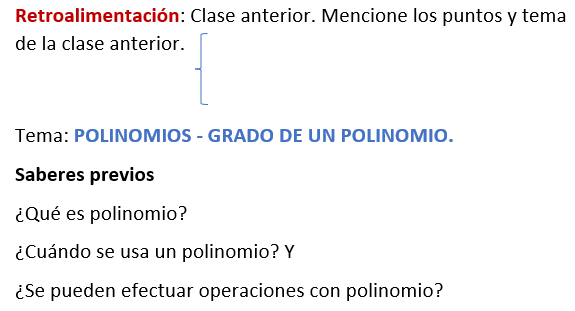 Retroalimentación: Clase anterior. Mencione los puntos y tema
de la clase anterior.
Tema: POLINOMIOS - GRADO DE UN POLINOMIO.
Saberes previos
¿Qué es polinomio?
¿Cuándo se usa un polinomio? Y
¿Se pueden efectuar operaciones con polinomio?